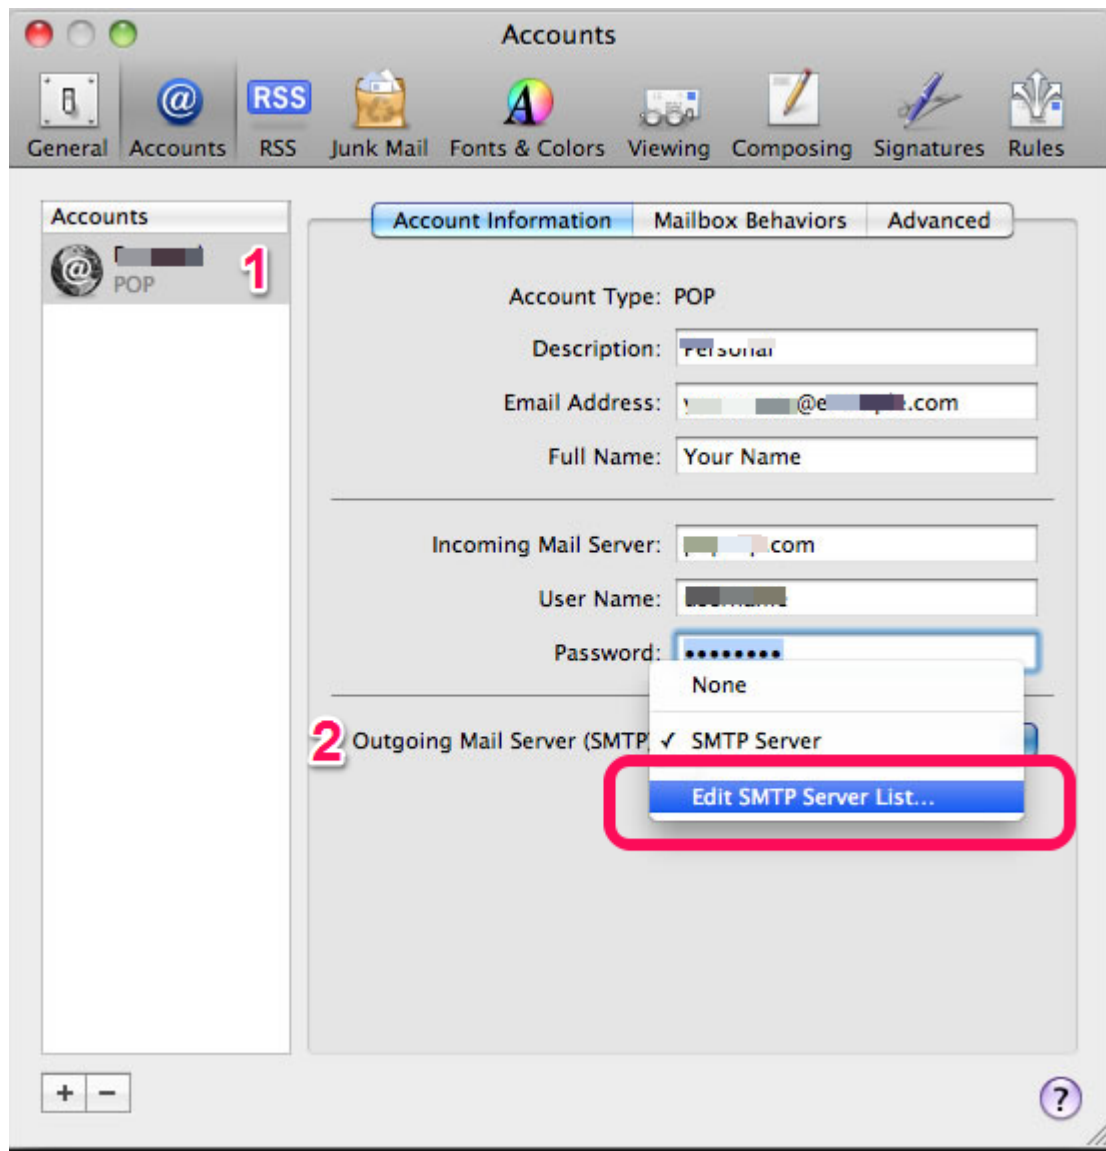 Accounts
General Accounts RSS Junk Mail Fonts & Colors Viewing Composing Signatures Rules
RSS
Accounts
POP
1
Account Information Mailbox Behaviors Advanced
Account Type: POP
Description:
Email Address: @e .com
Full Name: Your Name
Incoming Mail Server: .com
User Name:
Password: ••••••••
None
2 Outgoing Mail Server (SMTP) ✓ SMTP Server
Edit SMTP Server List...
+ −
?